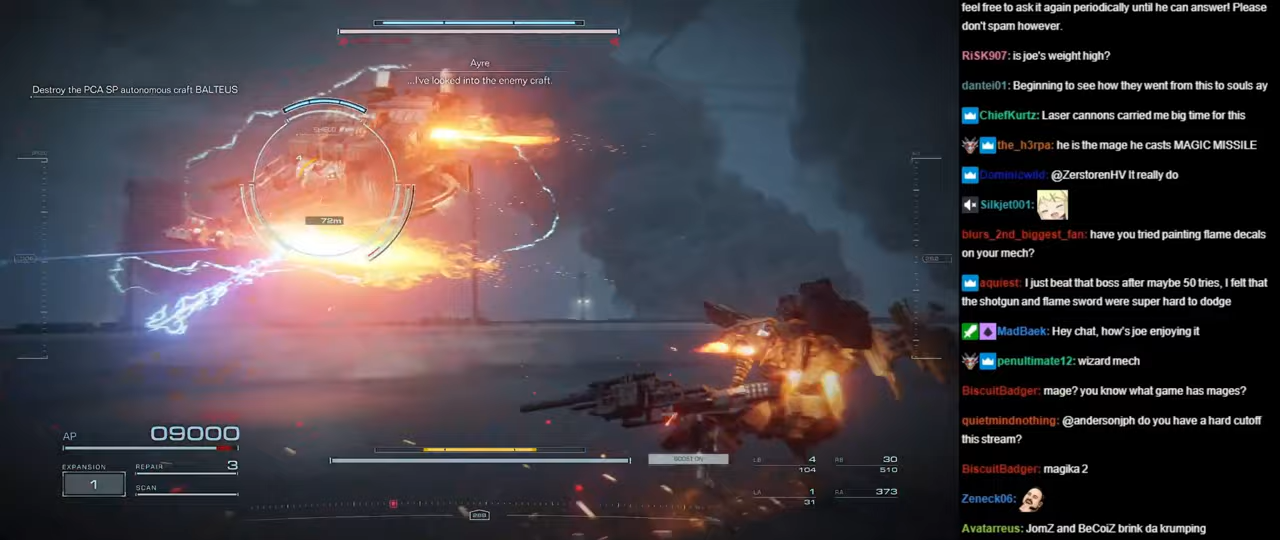 Ayre
...I've looked into the enemy craft.
Destroy the PCA SP autonomous craft BALTEUS
SHIELD
4
72m
AP
09000
EXPANSION
1
REPAIR
3
SCAN
BOOST ON
288
LB
4
104
RB
30
510
LA
1
31
RA
373
feel free to ask it again periodically until he can answer! Please
don't spam however.
RiSK907: is joe's weight high?
dantei01: Beginning to see how they went from this to souls ay
ChiefKurtz: Laser cannons carried me big time for this
the_h3rpa: he is the mage he casts MAGIC MISSILE
Dominicwild: @ZerstorenHV It really do
Silkjet001:
blurs_2nd_biggest_fan: have you tried painting flame decals
on your mech?
aquiest: I just beat that boss after maybe 50 tries, I felt that
the shotgun and flame sword were super hard to dodge
MadBaek: Hey chat, how's joe enjoying it
penultimate12: wizard mech
BiscuitBadger: mage? you know what game has mages?
quietmindnothing: @andersonjph do you have a hard cutoff
this stream?
BiscuitBadger: magika 2
Zeneck06:
Avatarreus: JomZ and BeCoiZ brink da krumping